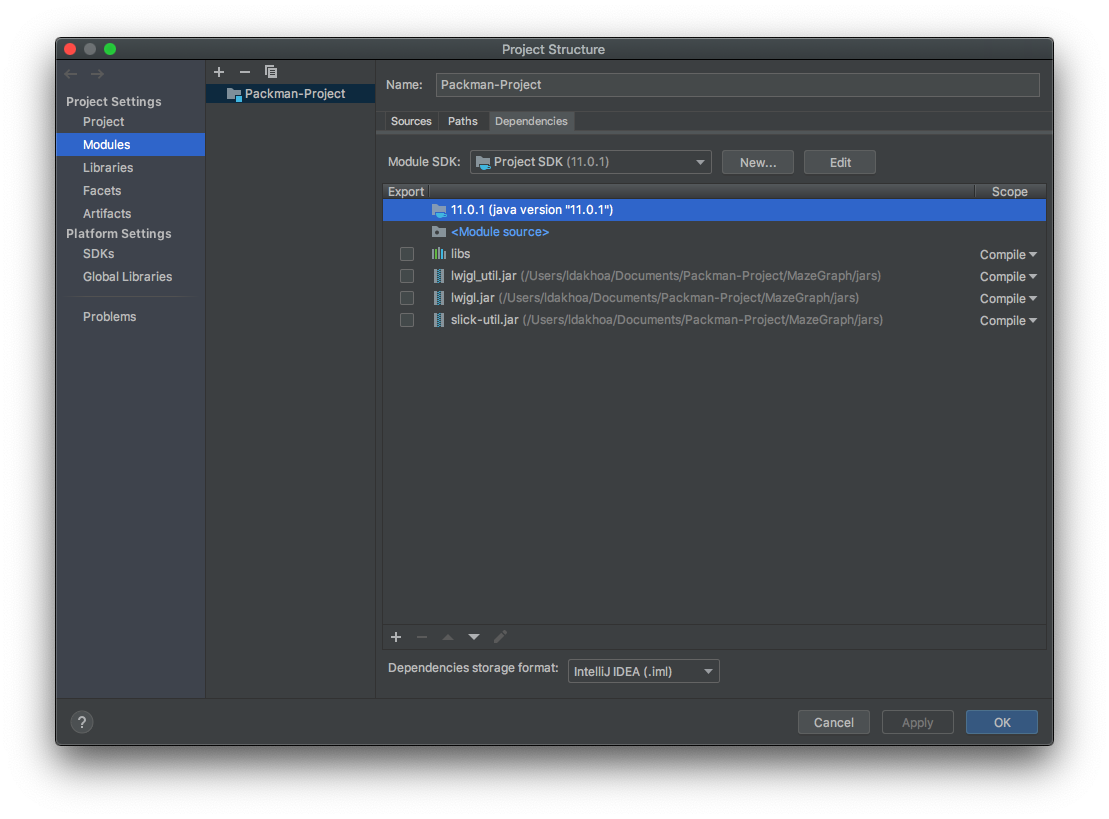 Project Structure
Project Settings
Project
Modules
Libraries
Facets
Artifacts
Platform Settings
SDKs
Global Libraries
Problems
Packman-Project
Name: Packman-Project
Sources Paths Dependencies
Module SDK: Project SDK (11.0.1) New... Edit
Export Scope
11.0.1 (java version "11.0.1")
<Module source>
libs Compile
lwjgl_util.jar (/Users/ldakhoa/Documents/Packman-Project/MazeGraph/jars) Compile
lwjgl.jar (/Users/ldakhoa/Documents/Packman-Project/MazeGraph/jars) Compile
slick-util.jar (/Users/ldakhoa/Documents/Packman-Project/MazeGraph/jars) Compile
Dependencies storage format: IntelliJ IDEA (.iml)
? Cancel Apply OK